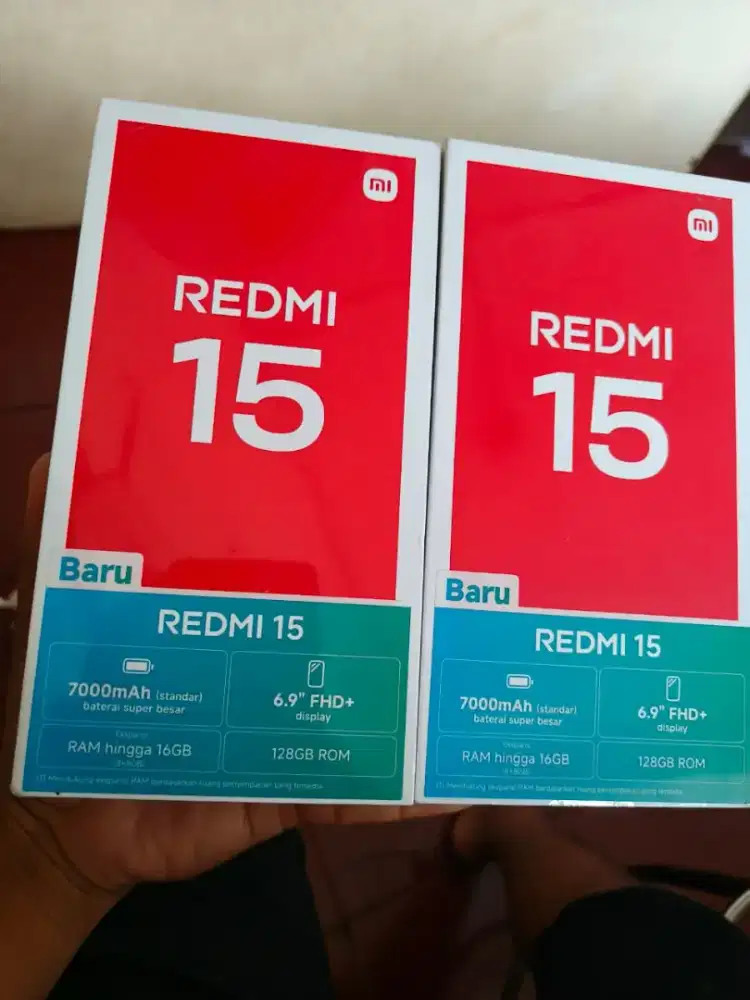 mi
REDMI
15
Baru
REDMI 15
7000mAh (standar)
baterai super besar
6.9" FHD+
display
Ekspansi
RAM hingga 16GB
128GB ROM
mi
REDMI
15
Baru
REDMI 15
7000mAh (standar)
baterai super besar
6.9" FHD+
display
Ekspansi
RAM hingga 16GB
128GB ROM